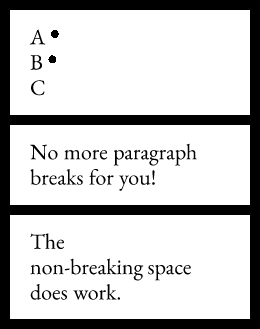 A •
B •
C
No more paragraph
breaks for you!
The
non-breaking space
does work.